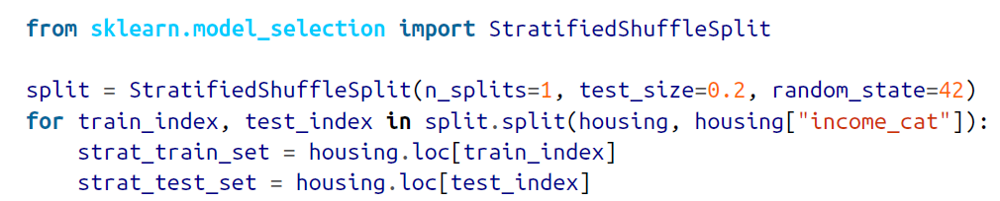 from sklearn.model_selection import StratifiedShuffleSplit

split = StratifiedShuffleSplit(n_splits=1, test_size=0.2, random_state=42)
for train_index, test_index in split.split(housing, housing["income_cat"]):
    strat_train_set = housing.loc[train_index]
    strat_test_set = housing.loc[test_index]